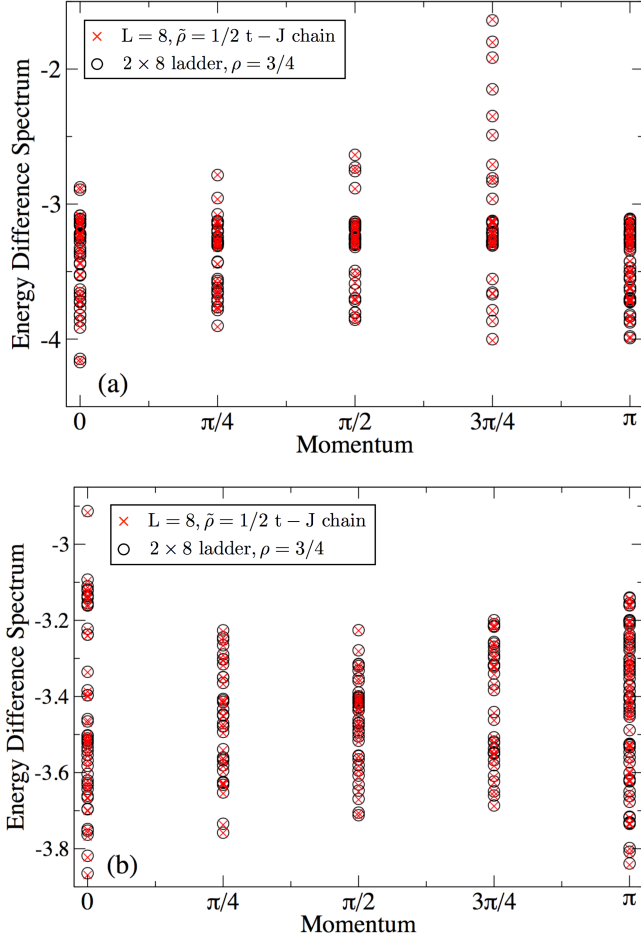 L = 8, ρ̃ = 1/2 t − J chain
2 × 8 ladder, ρ = 3/4
Energy Difference Spectrum
-2
-3
-4
(a)
0
π/4
π/2
3π/4
π
Momentum
L = 8, ρ̃ = 1/2 t − J chain
2 × 8 ladder, ρ = 3/4
Energy Difference Spectrum
-3
-3.2
-3.4
-3.6
-3.8
(b)
0
π/4
π/2
3π/4
π
Momentum